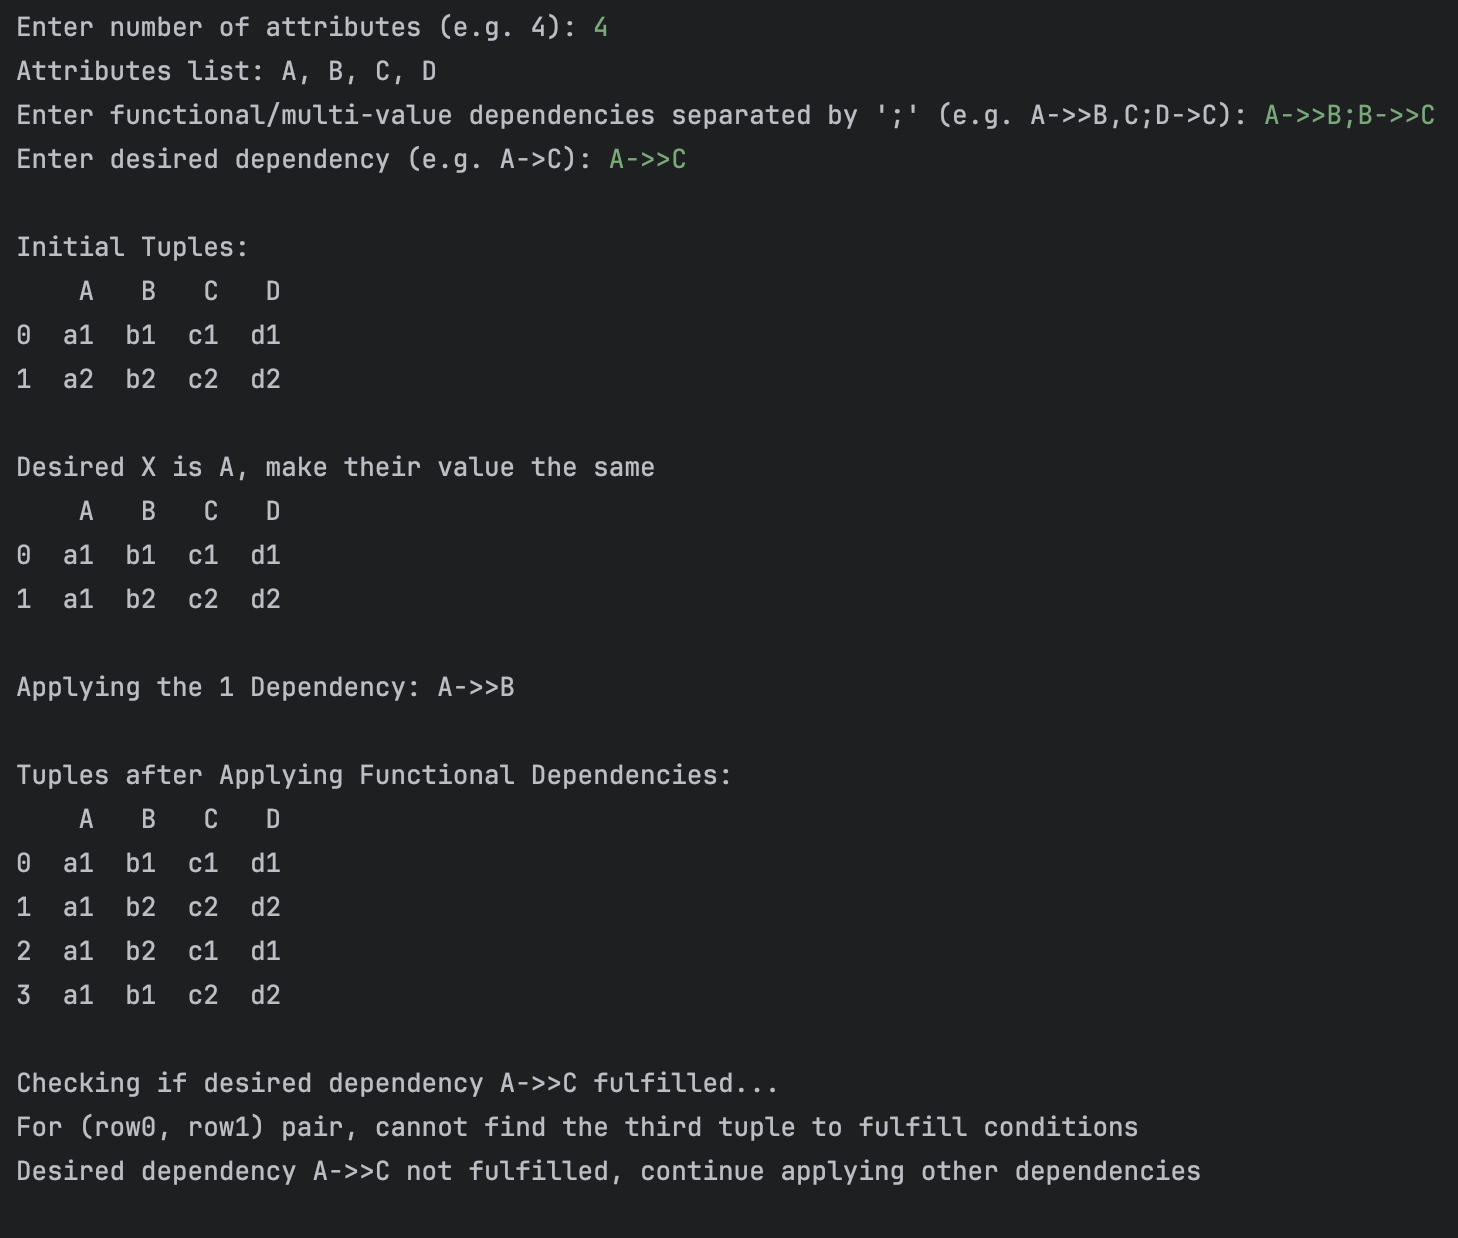 Enter number of attributes (e.g. 4): 4
Attributes list: A, B, C, D
Enter functional/multi-value dependencies separated by ';' (e.g. A->>B,C;D->C): A->>B;B->>C
Enter desired dependency (e.g. A->C): A->>C
Initial Tuples:
A B C D
0 a1 b1 c1 d1
1 a2 b2 c2 d2
Desired X is A, make their value the same
A B C D
0 a1 b1 c1 d1
1 a1 b2 c2 d2
Applying the 1 Dependency: A->>B
Tuples after Applying Functional Dependencies:
A B C D
0 a1 b1 c1 d1
1 a1 b2 c2 d2
2 a1 b2 c1 d1
3 a1 b1 c2 d2
Checking if desired dependency A->>C fulfilled...
For (row0, row1) pair, cannot find the third tuple to fulfill conditions
Desired dependency A->>C not fulfilled, continue applying other dependencies